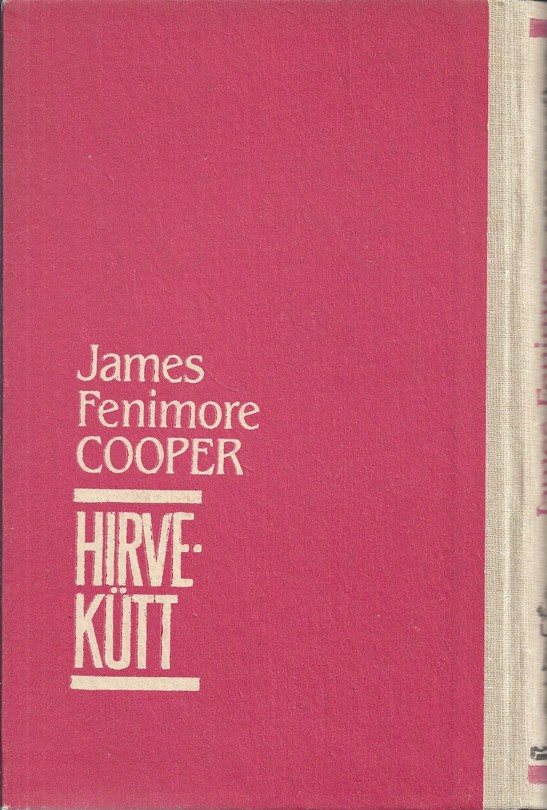 James
Fenimore
COOPER
HIRVE-
KÜTT